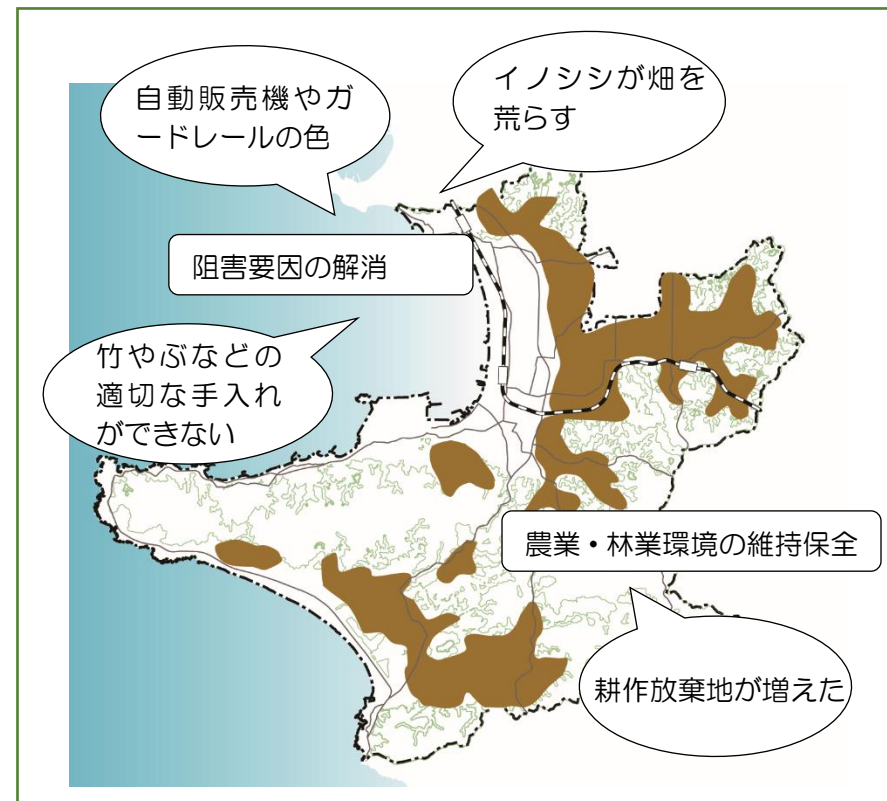 自動販売機やガ
ードレールの色
イノシシが畑を
荒らす
阻害要因の解消
竹やぶなどの
適切な手入れ
ができない
農業・林業環境の維持保全
耕作放棄地が増えた